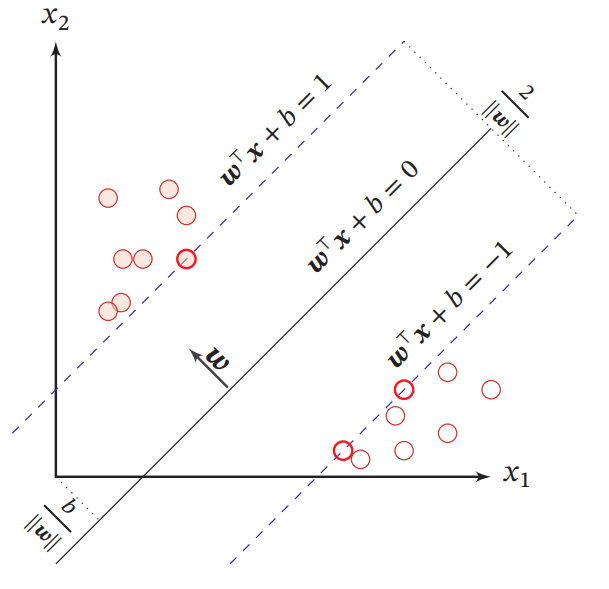 x₂
w⊤x + b = 1
2
‖w‖
w⊤x + b = 0
w⊤x + b = −1
w
x₁
b
‖w‖